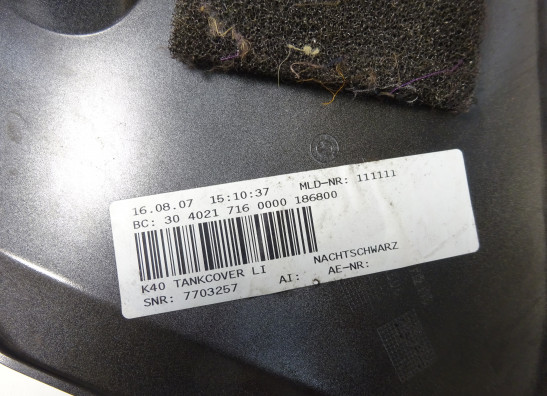 16.08.07 15:10:37 MLD-NR: 111111
BC: 30 4021 716 0000 186800
K40 TANKCOVER LI NACHTSCHWARZ
SNR: 7703257 AI: AE-NR: